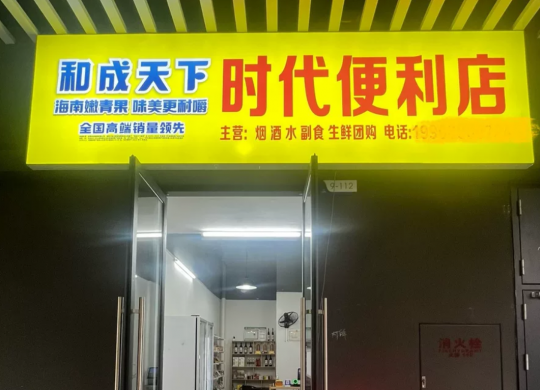 和成天下
海南嫩青果 味美更耐嚼
全国高端销量领先
时代便利店
主营: 烟 酒 水 副食 生鲜团购 电话:
9-112
消火栓